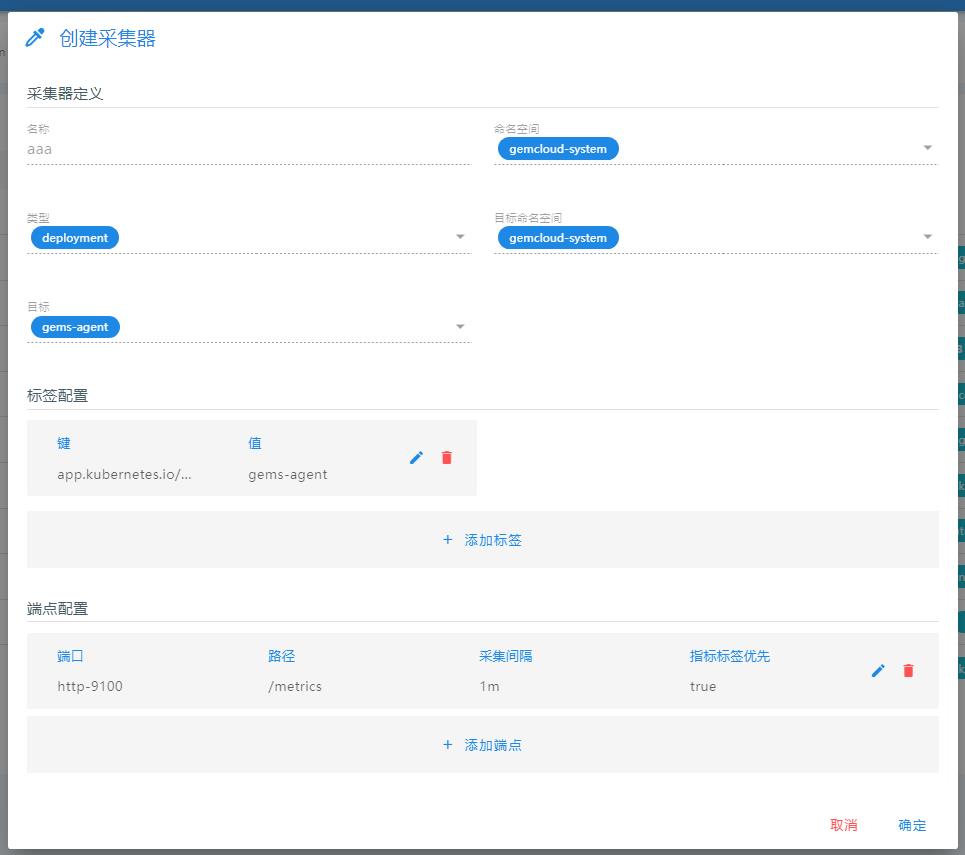 创建采集器
采集器定义
名称
命名空间
aaa
gemcloud-system
类型
目标命名空间
deployment
gemcloud-system
目标
gems-agent
标签配置
键 值
app.kubernetes.io/... gems-agent
+ 添加标签
端点配置
端口 路径 采集间隔 指标标签优先
http-9100 /metrics 1m true
+ 添加端点
取消 确定